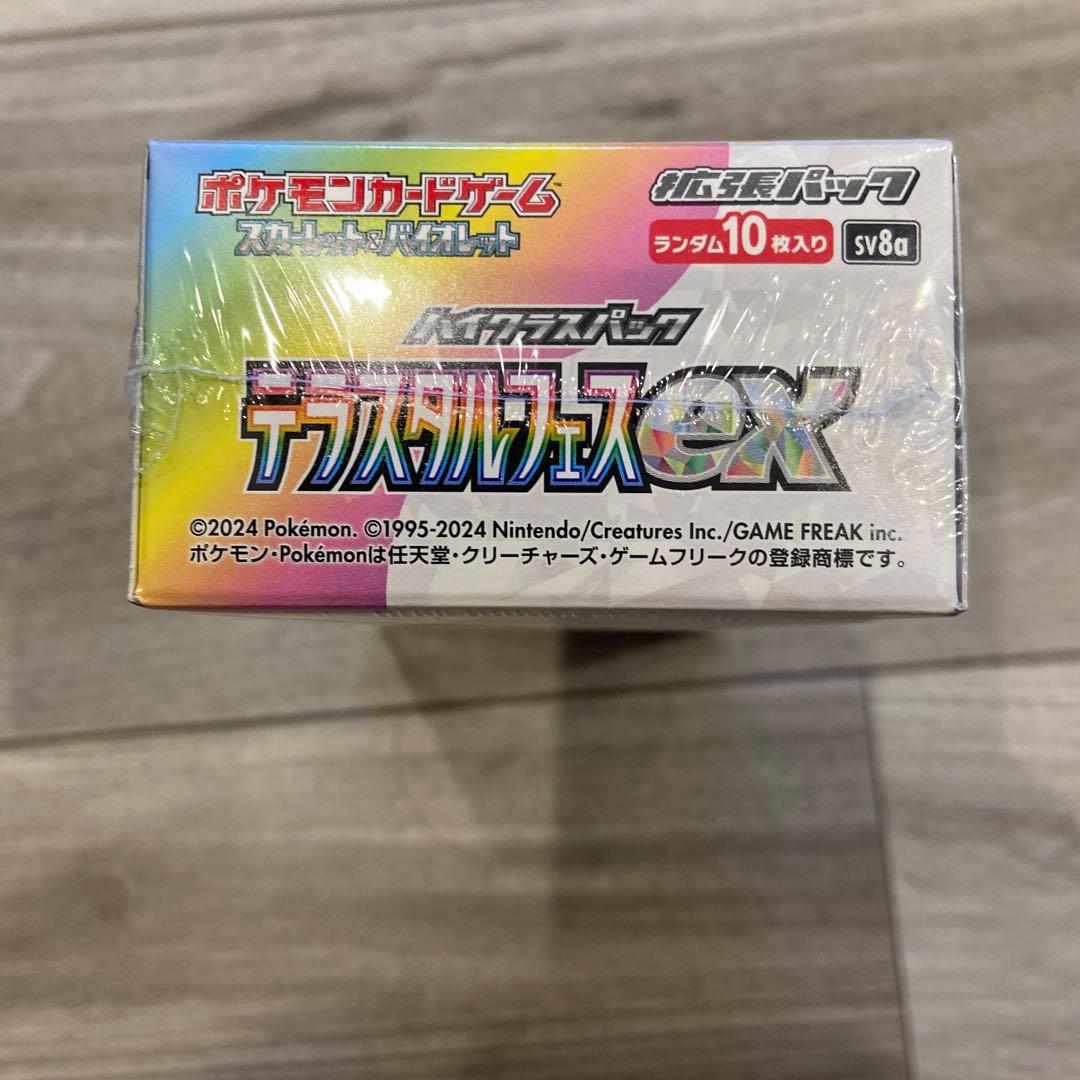 ポケモンカードゲーム™
スカーレット&バイオレット
拡張パック
ランダム10枚入り
sv8a
ハイクラスパック
テラスタルフェスex
©2024 Pokémon. ©1995-2024 Nintendo/Creatures Inc./GAME FREAK inc.
ポケモン・Pokémonは任天堂・クリーチャーズ・ゲームフリークの登録商標です。